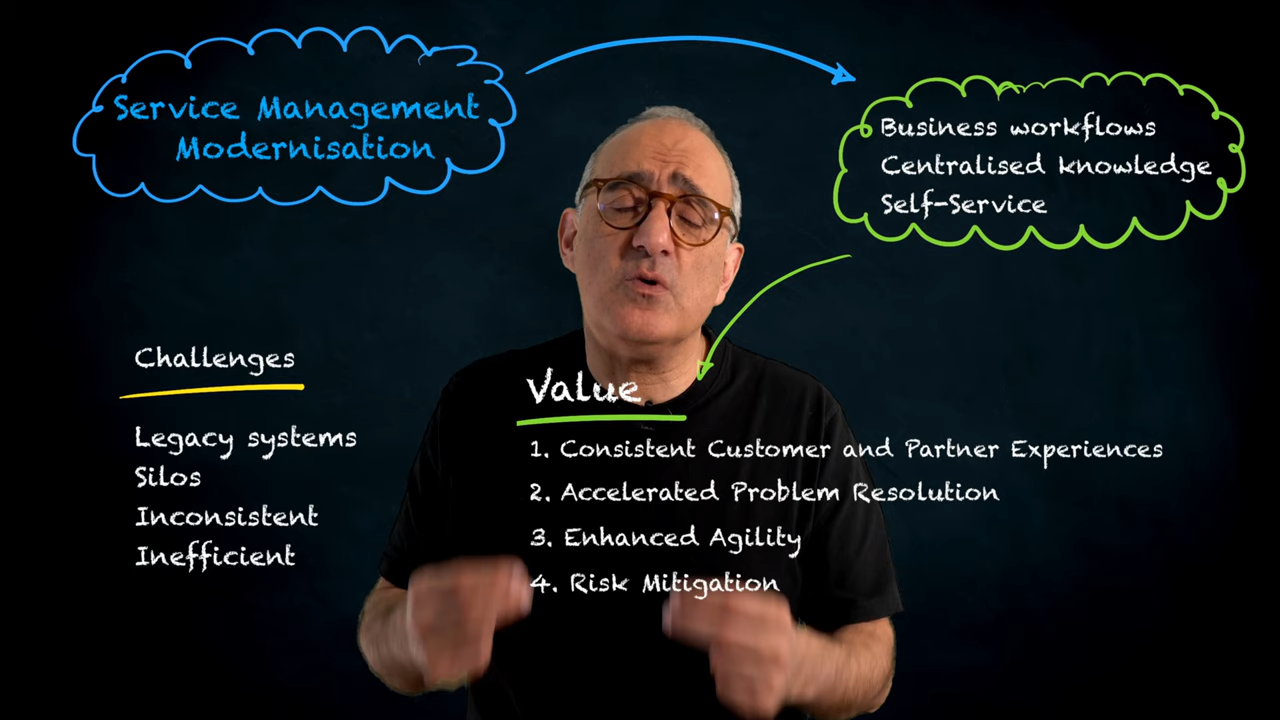 Service Management
Modernisation
Business workflows
Centralised knowledge
Self-Service
Challenges
Legacy systems
Silos
Inconsistent
Inefficient
Value
1. Consistent Customer and Partner Experiences
2. Accelerated Problem Resolution
3. Enhanced Agility
4. Risk Mitigation